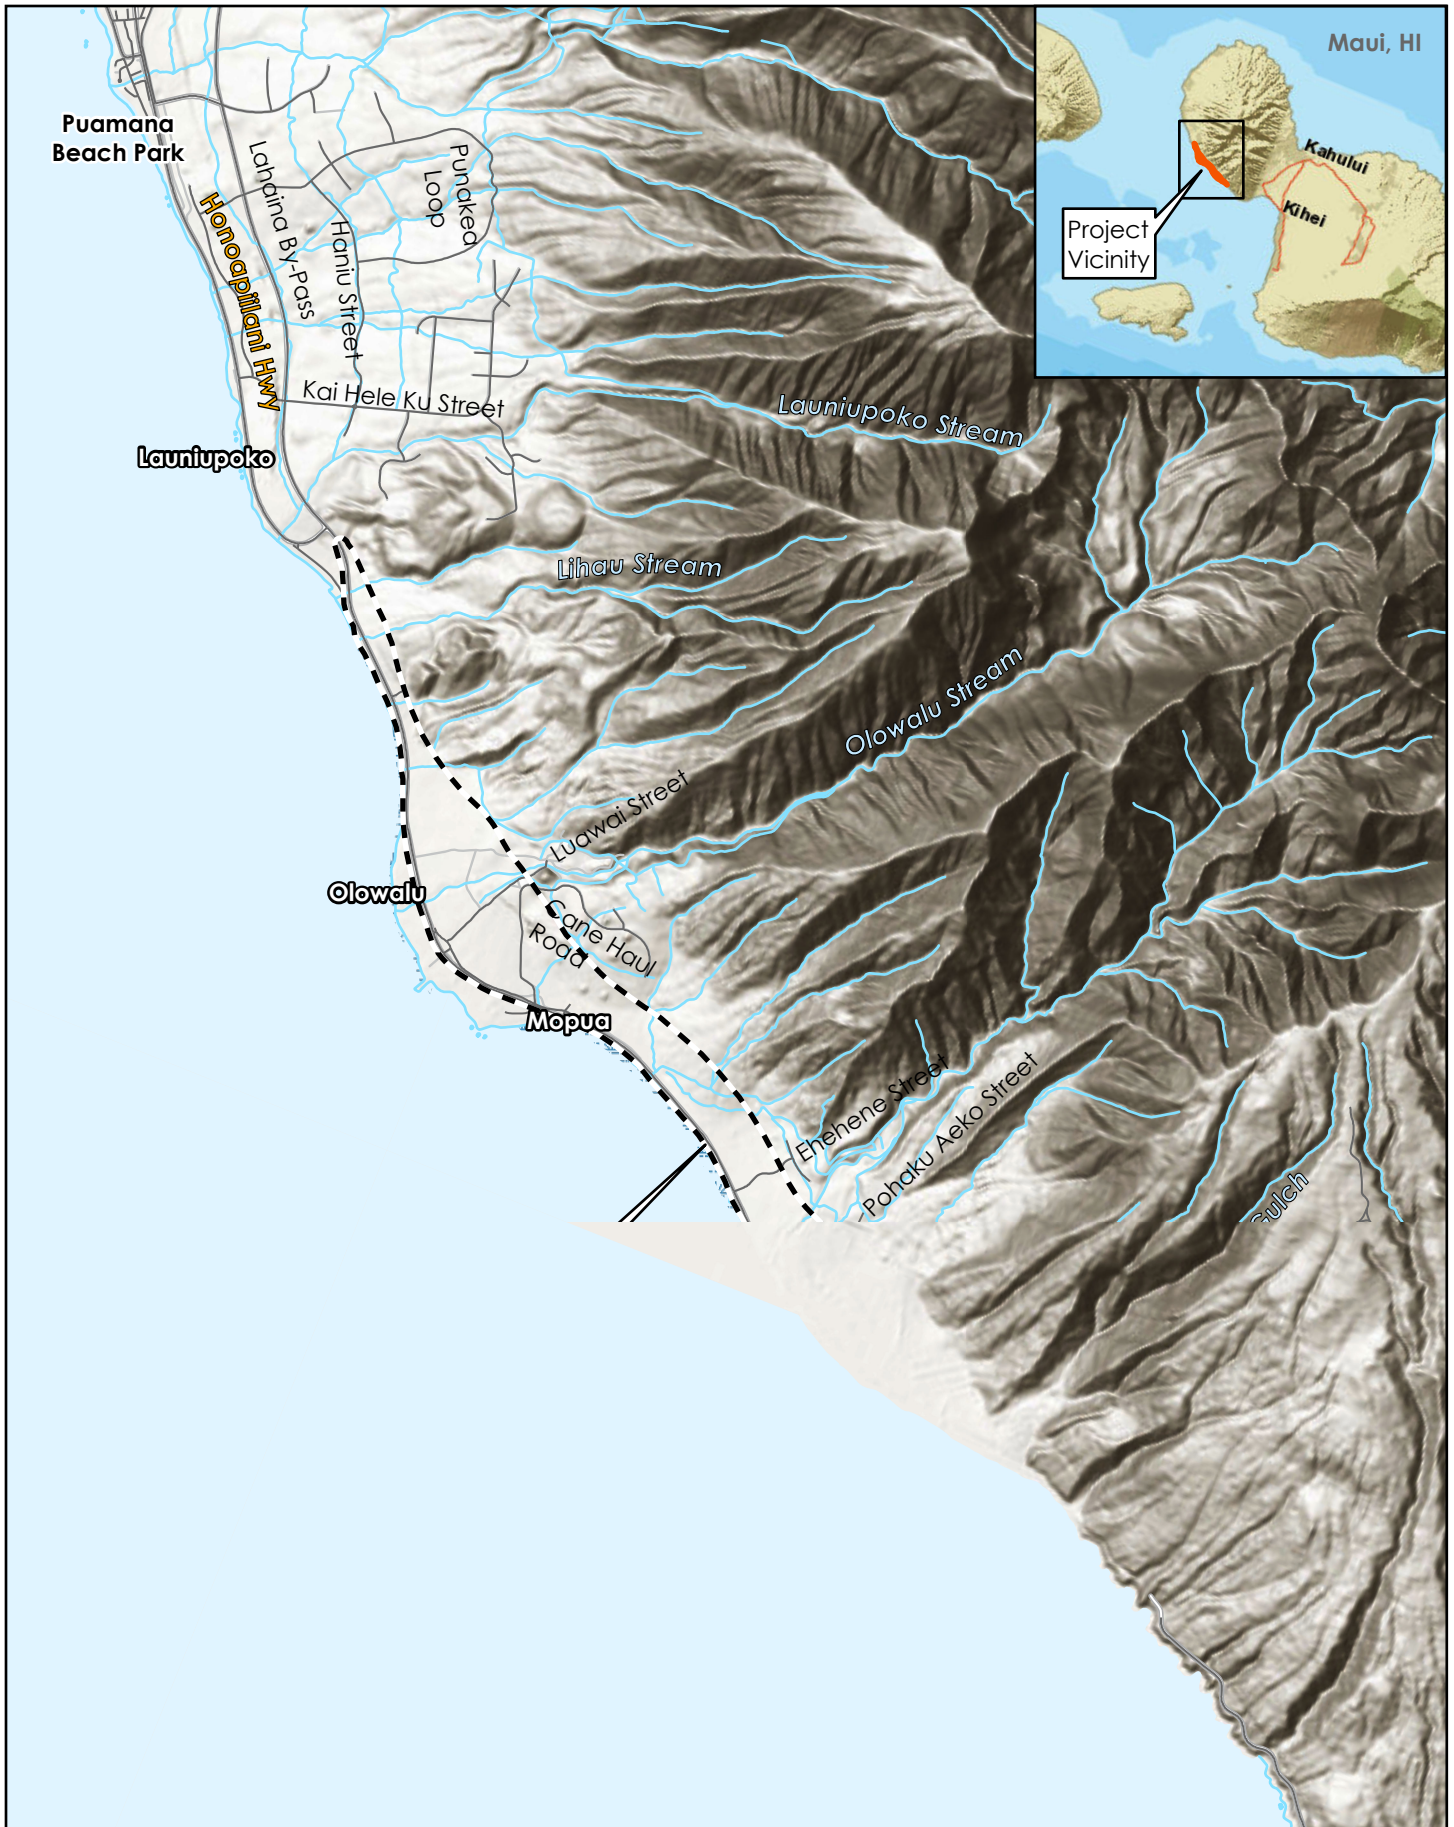 Maui, HI
Kahului
Kihei
Project
Vicinity
Puamana
Beach Park
Honoapiilani Hwy
Lahaina By-Pass
Haniu Street
Punakea
Loop
Kai Hele Ku Street
Launiupoko Stream
Launiupoko
Lihau Stream
Olowalu Stream
Luawai Street
Olowalu
Cane Haul
Road
Mopua
Ehehene Street
Pohaku Aeko Street
Gulch